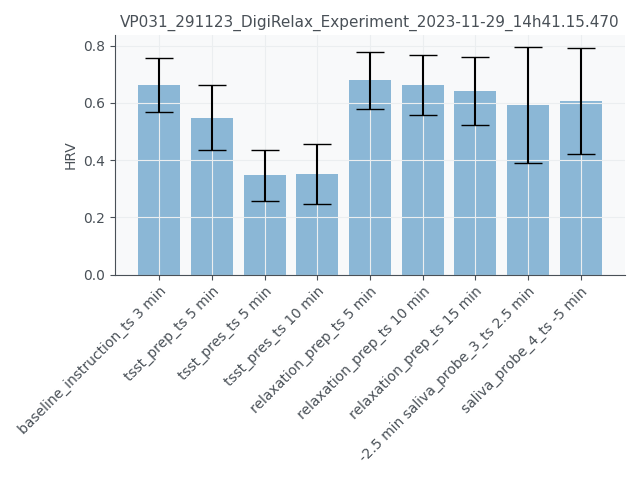 VP031_291123_DigiRelax_Experiment_2023-11-29_14h41.15.470
HRV
0.8
0.6
0.4
0.2
0.0
baseline_instruction_ts 3 min
tsst_prep_ts 5 min
tsst_pres_ts 5 min
tsst_pres_ts 10 min
relaxation_prep_ts 5 min
relaxation_prep_ts 10 min
relaxation_prep_ts 15 min
-2.5 min saliva_probe_3_ts 2.5 min
saliva_probe_4_ts -5 min